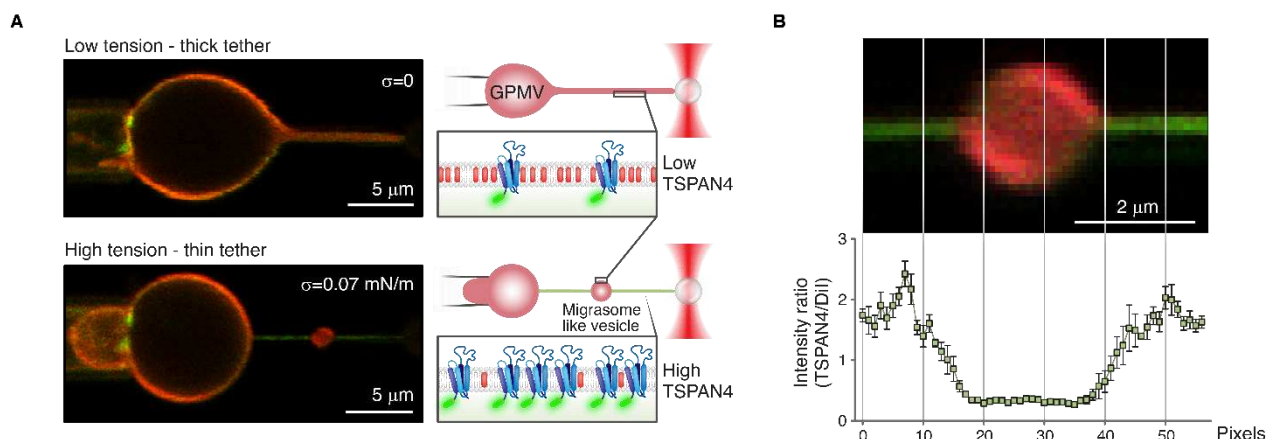 A
Low tension - thick tether
σ=0
5 μm
GPMV
Low
TSPAN4
High tension - thin tether
σ=0.07 mN/m
5 μm
Migrasome
like vesicle
High
TSPAN4
B
2 μm
Intensity ratio
(TSPAN4/DiI)
3
2
1
0
0 10 20 30 40 50 Pixels